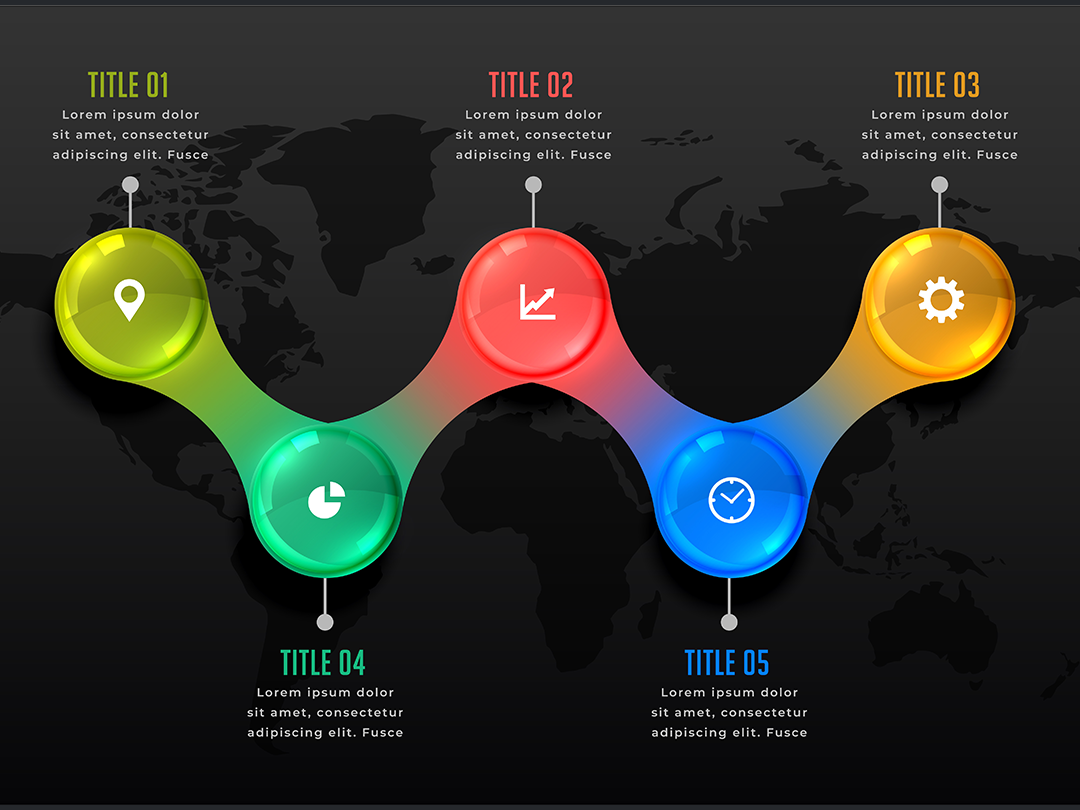 TITLE 01
Lorem ipsum dolor
sit amet, consectetur
adipiscing elit. Fusce
TITLE 02
Lorem ipsum dolor
sit amet, consectetur
adipiscing elit. Fusce
TITLE 03
Lorem ipsum dolor
sit amet, consectetur
adipiscing elit. Fusce
TITLE 04
Lorem ipsum dolor
sit amet, consectetur
adipiscing elit. Fusce
TITLE 05
Lorem ipsum dolor
sit amet, consectetur
adipiscing elit. Fusce